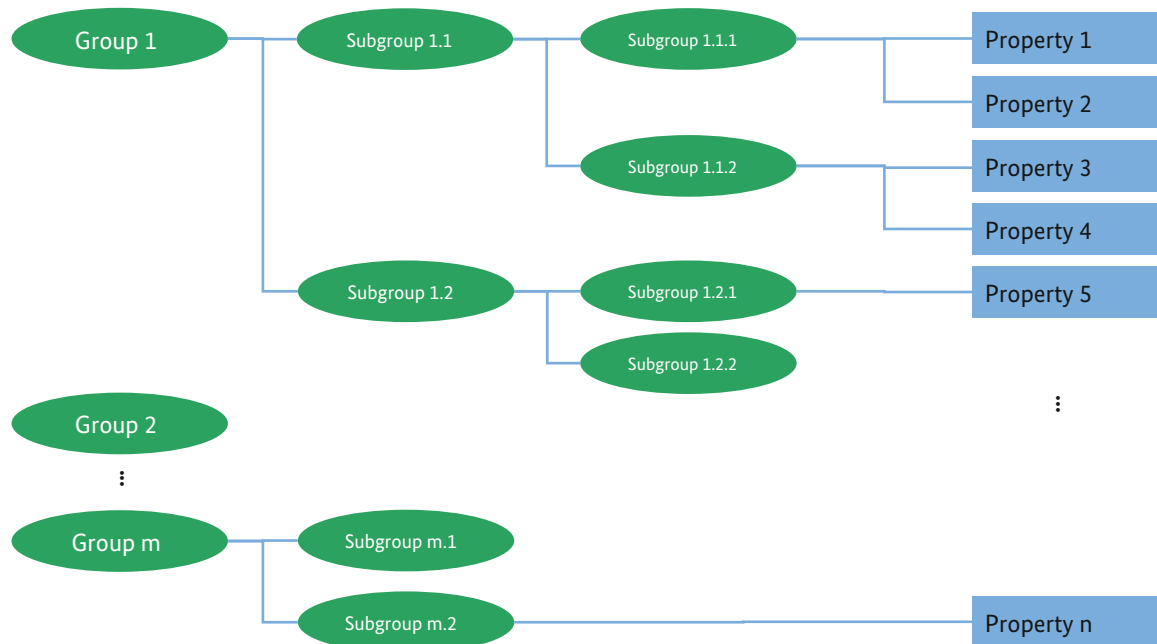 Group 1
Subgroup 1.1
Subgroup 1.1.1
Property 1
Property 2
Subgroup 1.1.2
Property 3
Property 4
Subgroup 1.2
Subgroup 1.2.1
Property 5
Subgroup 1.2.2
Group 2
Group m
Subgroup m.1
Subgroup m.2
Property n